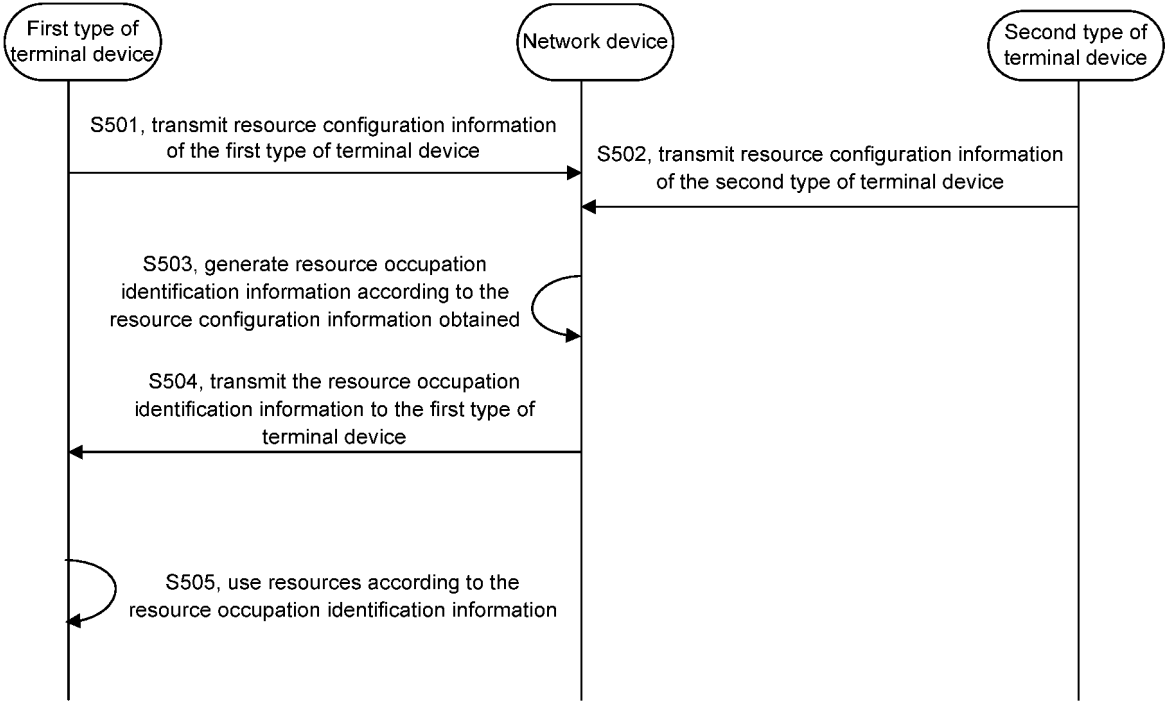 First type of
terminal device
Network device
Second type of
terminal device
S501, transmit resource configuration information
of the first type of terminal device
S502, transmit resource configuration information
of the second type of terminal device
S503, generate resource occupation
identification information according to the
resource configuration information obtained
S504, transmit the resource occupation
identification information to the first type of
terminal device
S505, use resources according to the
resource occupation identification information